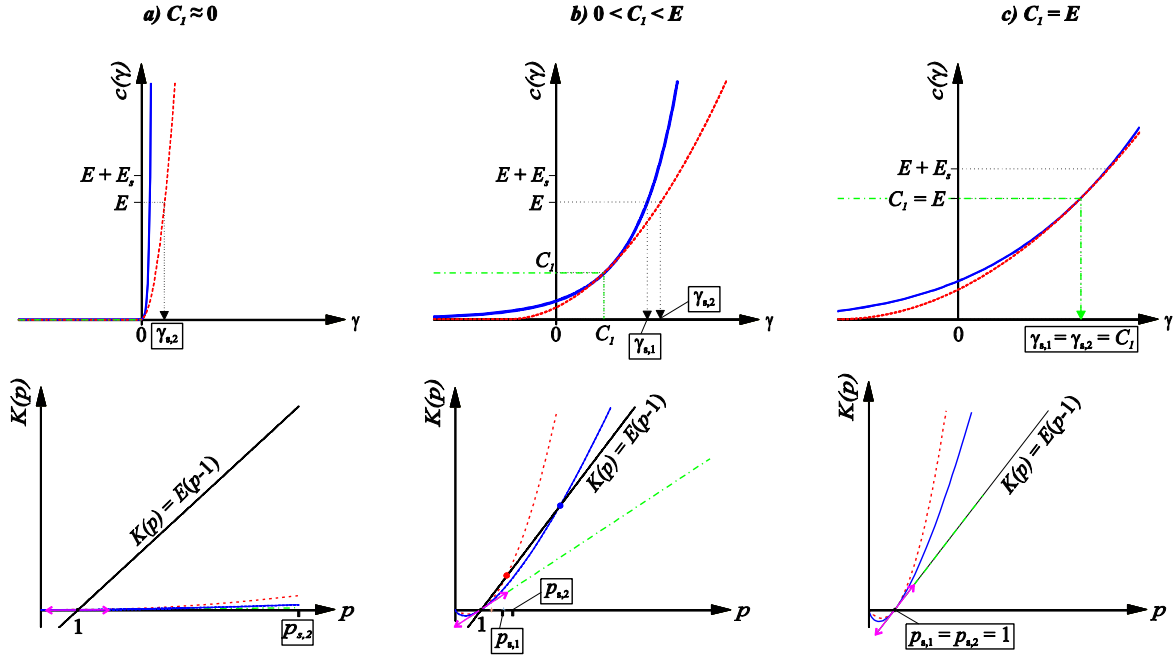 a) C₁ ≈ 0
b) 0 < C₁ < E
c) C₁ = E
c(γ)
E + Eₛ
E
0
γₛ,₂
γ
c(γ)
E + Eₛ
E
C₁
0
C₁
γₛ,₁
γₛ,₂
γ
c(γ)
E + Eₛ
C₁ = E
0
γₛ,₁ = γₛ,₂ = C₁
γ
K(p)
K(p) = E(p-1)
1
pₛ,₂
p
K(p)
K(p) = E(p-1)
1
pₛ,₁
pₛ,₂
p
K(p)
K(p) = E(p-1)
pₛ,₁ = pₛ,₂ = 1
p